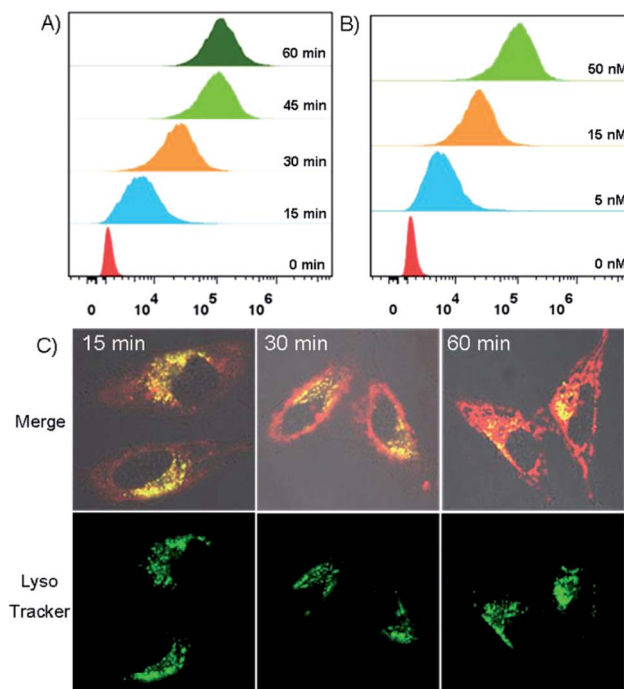 A)
60 min
45 min
30 min
15 min
0 min
0 10^4 10^5 10^6
B)
50 nM
15 nM
5 nM
0 nM
0 10^4 10^5 10^6
C)
15 min
30 min
60 min
Merge
Lyso
Tracker